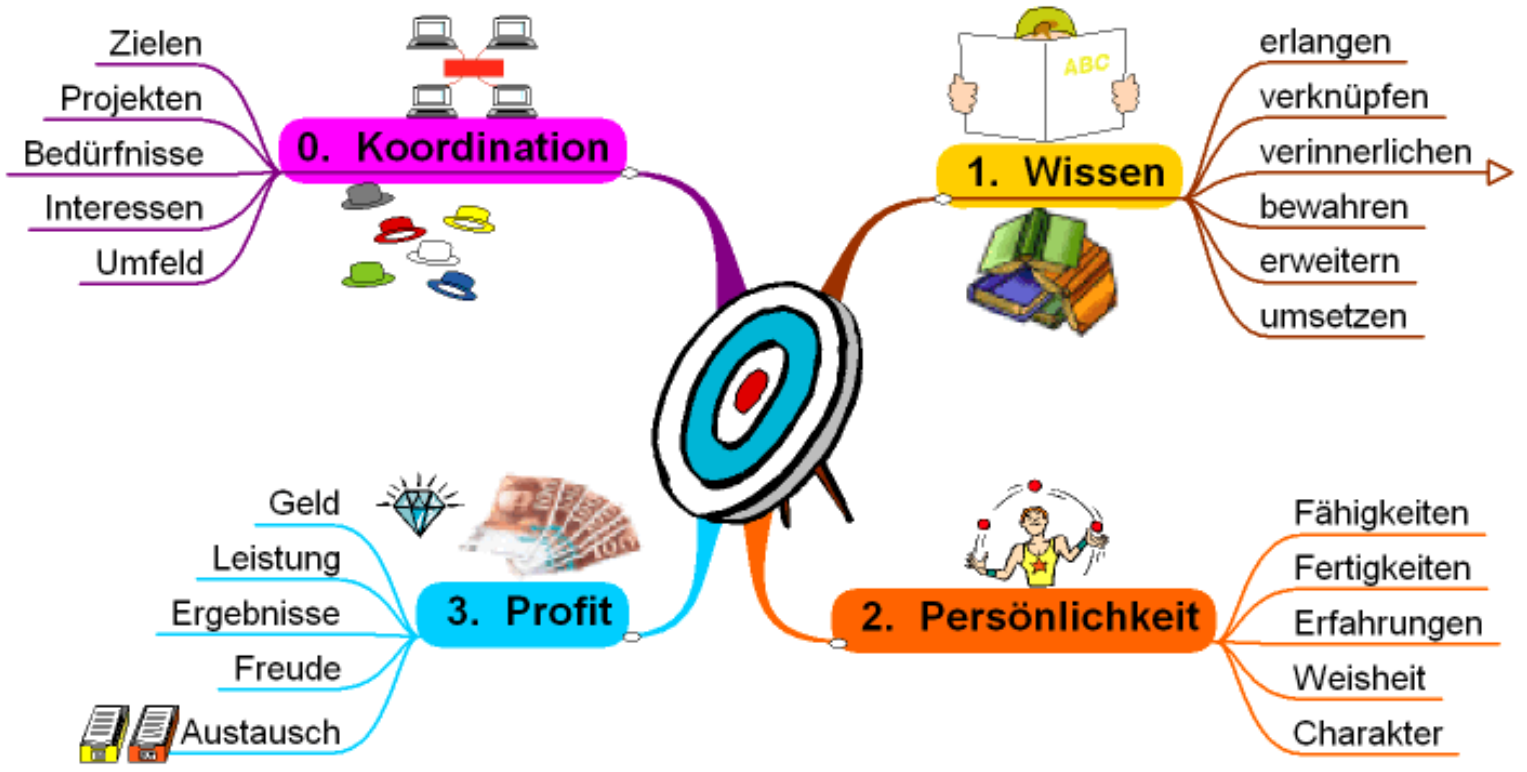 0. Koordination
Zielen
Projekten
Bedürfnisse
Interessen
Umfeld
ABC
1. Wissen
erlangen
verknüpfen
verinnerlichen
bewahren
erweitern
umsetzen
2. Persönlichkeit
Fähigkeiten
Fertigkeiten
Erfahrungen
Weisheit
Charakter
3. Profit
Geld
Leistung
Ergebnisse
Freude
Austausch